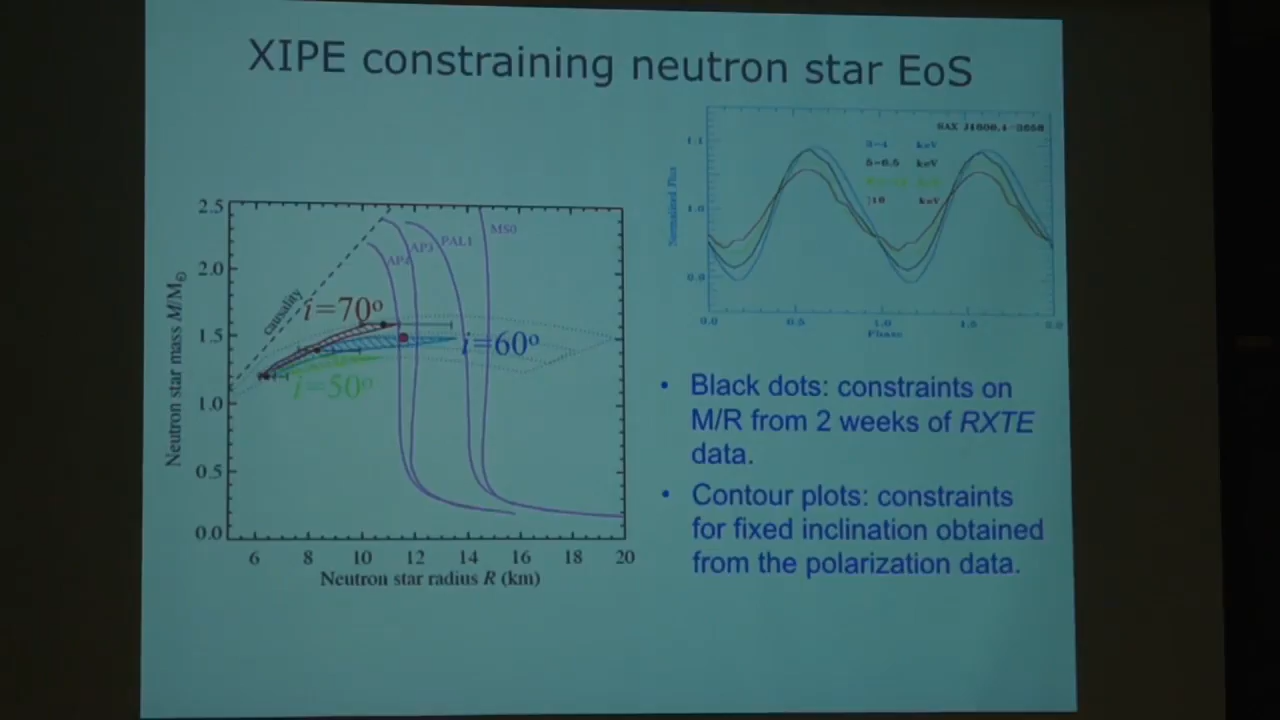 XIPE constraining neutron star EoS
SAX J1808.4-3658
3-4 keV
5-6.5 keV
keV
1.1
1.0
0.9
Normalized Flux
0.0 0.5 1.0 1.5 2.0
Phase
2.5
2.0
1.5
1.0
0.5
0.0
Neutron star mass M/M☉
causality
AP4
AP3
PAL1
MS0
i=70º
i=60º
i=50º
6 8 10 12 14 16 18 20
Neutron star radius R (km)
• Black dots: constraints on
M/R from 2 weeks of RXTE
data.
• Contour plots: constraints
for fixed inclination obtained
from the polarization data.